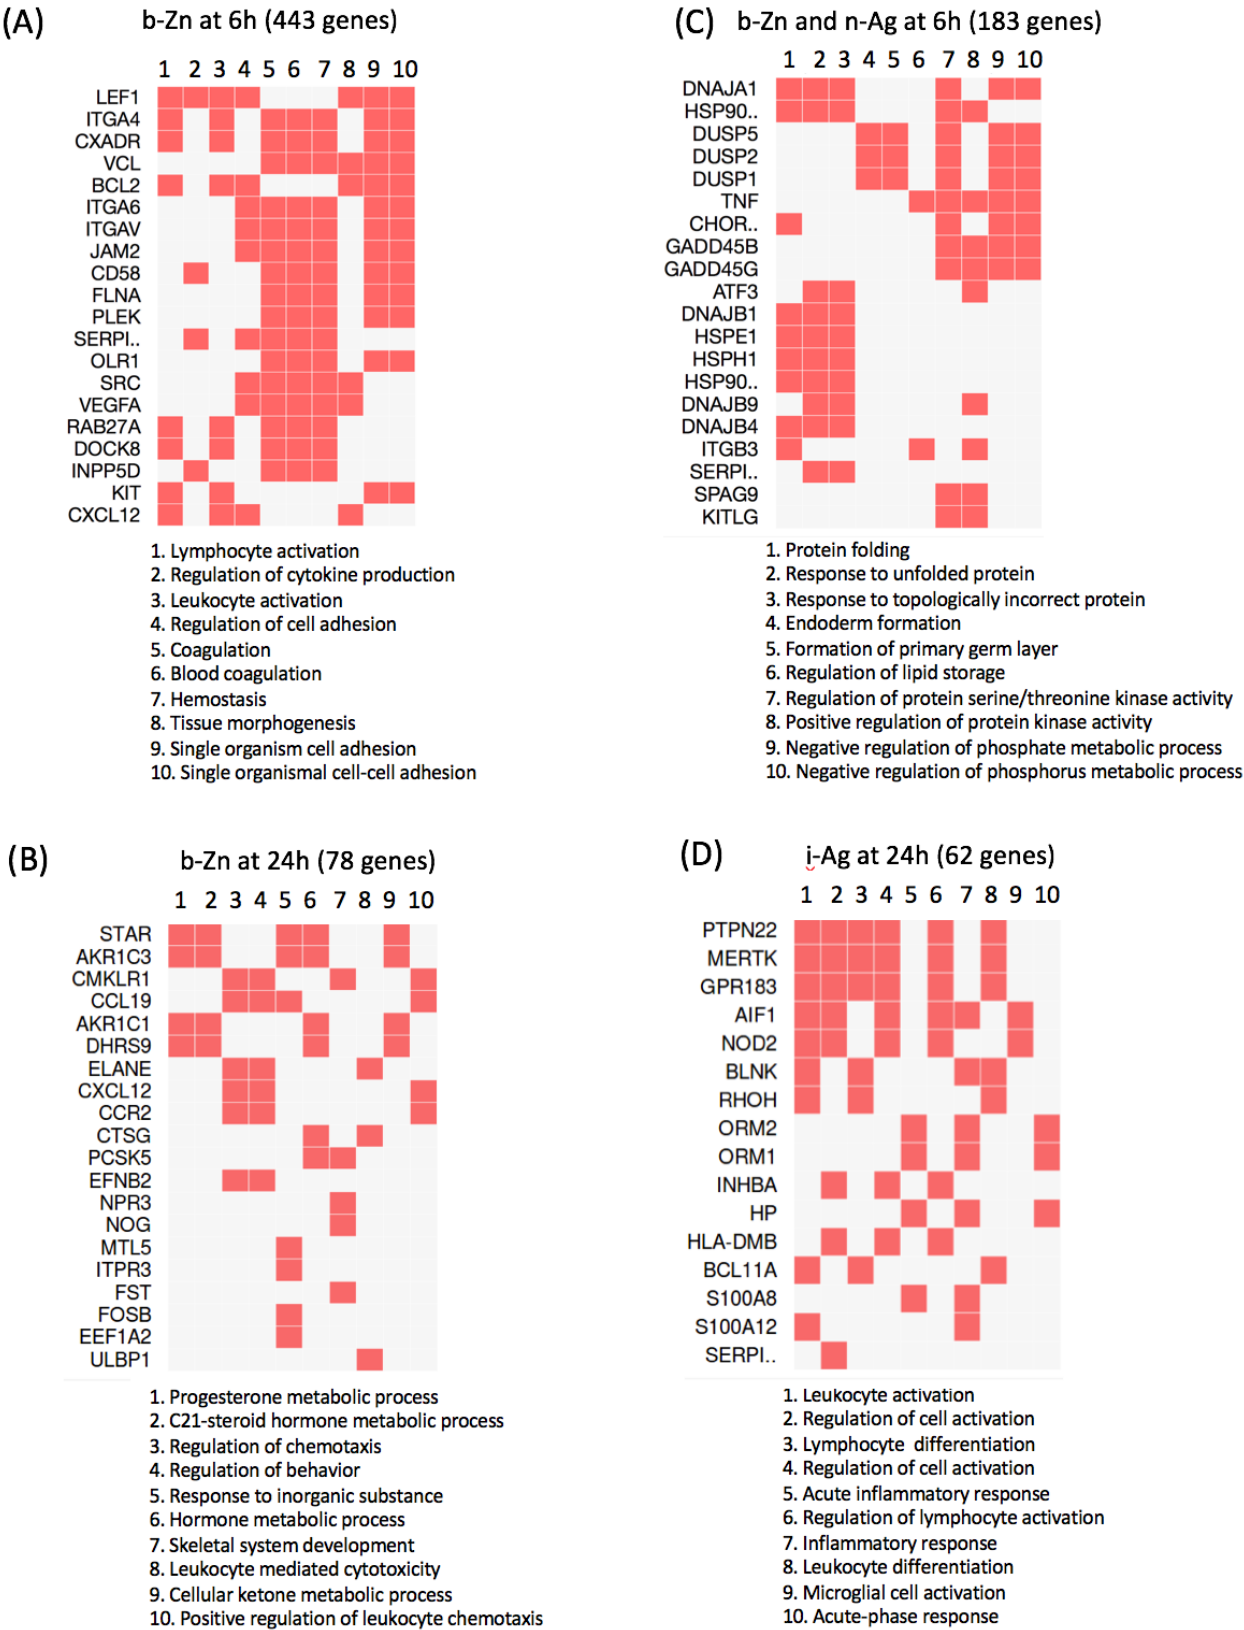 (A)
b-Zn at 6h (443 genes)
1 2 3 4 5 6 7 8 9 10
LEF1
ITGA4
CXADR
VCL
BCL2
ITGA6
ITGAV
JAM2
CD58
FLNA
PLEK
SERPI..
OLR1
SRC
VEGFA
RAB27A
DOCK8
INPP5D
KIT
CXCL12
1. Lymphocyte activation
2. Regulation of cytokine production
3. Leukocyte activation
4. Regulation of cell adhesion
5. Coagulation
6. Blood coagulation
7. Hemostasis
8. Tissue morphogenesis
9. Single organism cell adhesion
10. Single organismal cell-cell adhesion
(C)
b-Zn and n-Ag at 6h (183 genes)
1 2 3 4 5 6 7 8 9 10
DNAJA1
HSP90..
DUSP5
DUSP2
DUSP1
TNF
CHOR..
GADD45B
GADD45G
ATF3
DNAJB1
HSPE1
HSPH1
HSP90..
DNAJB9
DNAJB4
ITGB3
SERPI..
SPAG9
KITLG
1. Protein folding
2. Response to unfolded protein
3. Response to topologically incorrect protein
4. Endoderm formation
5. Formation of primary germ layer
6. Regulation of lipid storage
7. Regulation of protein serine/threonine kinase activity
8. Positive regulation of protein kinase activity
9. Negative regulation of phosphate metabolic process
10. Negative regulation of phosphorus metabolic process
(B)
b-Zn at 24h (78 genes)
1 2 3 4 5 6 7 8 9 10
STAR
AKR1C3
CMKLR1
CCL19
AKR1C1
DHRS9
ELANE
CXCL12
CCR2
CTSG
PCSK5
EFNB2
NPR3
NOG
MTL5
ITPR3
FST
FOSB
EEF1A2
ULBP1
1. Progesterone metabolic process
2. C21-steroid hormone metabolic process
3. Regulation of chemotaxis
4. Regulation of behavior
5. Response to inorganic substance
6. Hormone metabolic process
7. Skeletal system development
8. Leukocyte mediated cytotoxicity
9. Cellular ketone metabolic process
10. Positive regulation of leukocyte chemotaxis
(D)
i-Ag at 24h (62 genes)
1 2 3 4 5 6 7 8 9 10
PTPN22
MERTK
GPR183
AIF1
NOD2
BLNK
RHOH
ORM2
ORM1
INHBA
HP
HLA-DMB
BCL11A
S100A8
S100A12
SERPI..
1. Leukocyte activation
2. Regulation of cell activation
3. Lymphocyte differentiation
4. Regulation of cell activation
5. Acute inflammatory response
6. Regulation of lymphocyte activation
7. Inflammatory response
8. Leukocyte differentiation
9. Microglial cell activation
10. Acute-phase response